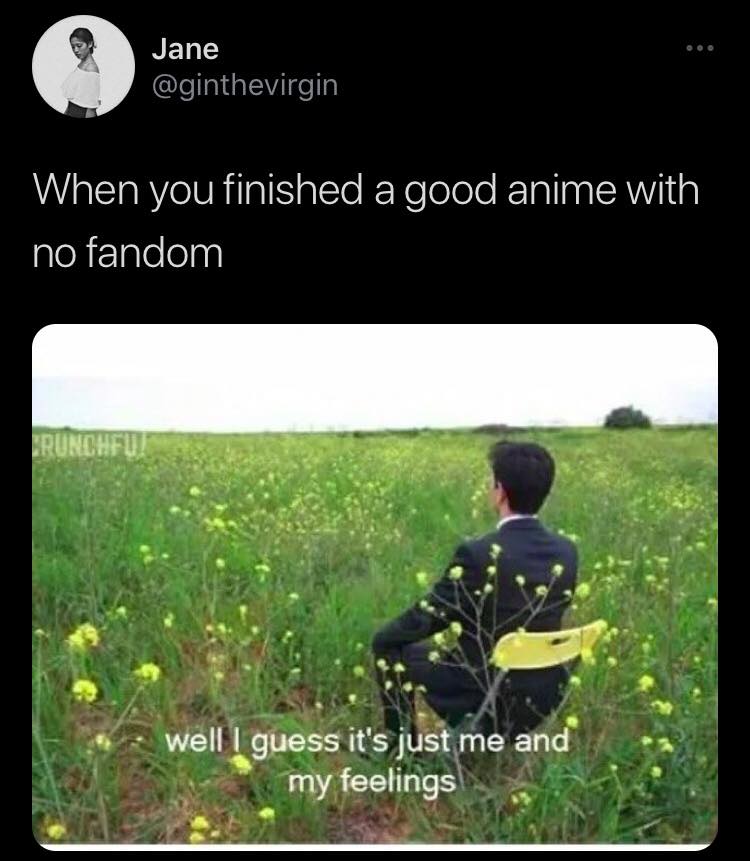 Jane
@ginthevirgin
When you finished a good anime with
no fandom
well I guess it's just me and
my feelings